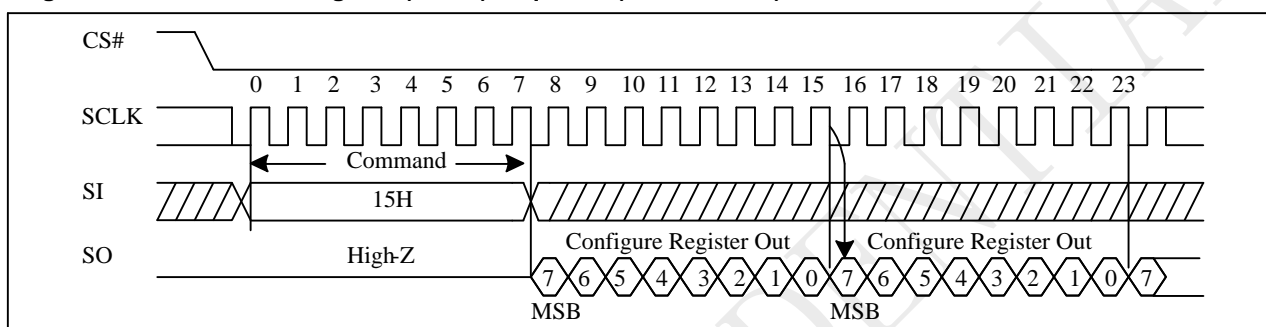 CS#
0 1 2 3 4 5 6 7 8 9 10 11 12 13 14 15 16 17 18 19 20 21 22 23
SCLK
Command
SI
15H
Configure Register Out Configure Register Out
SO
High-Z
7 6 5 4 3 2 1 0 7 6 5 4 3 2 1 0 7
MSB MSB